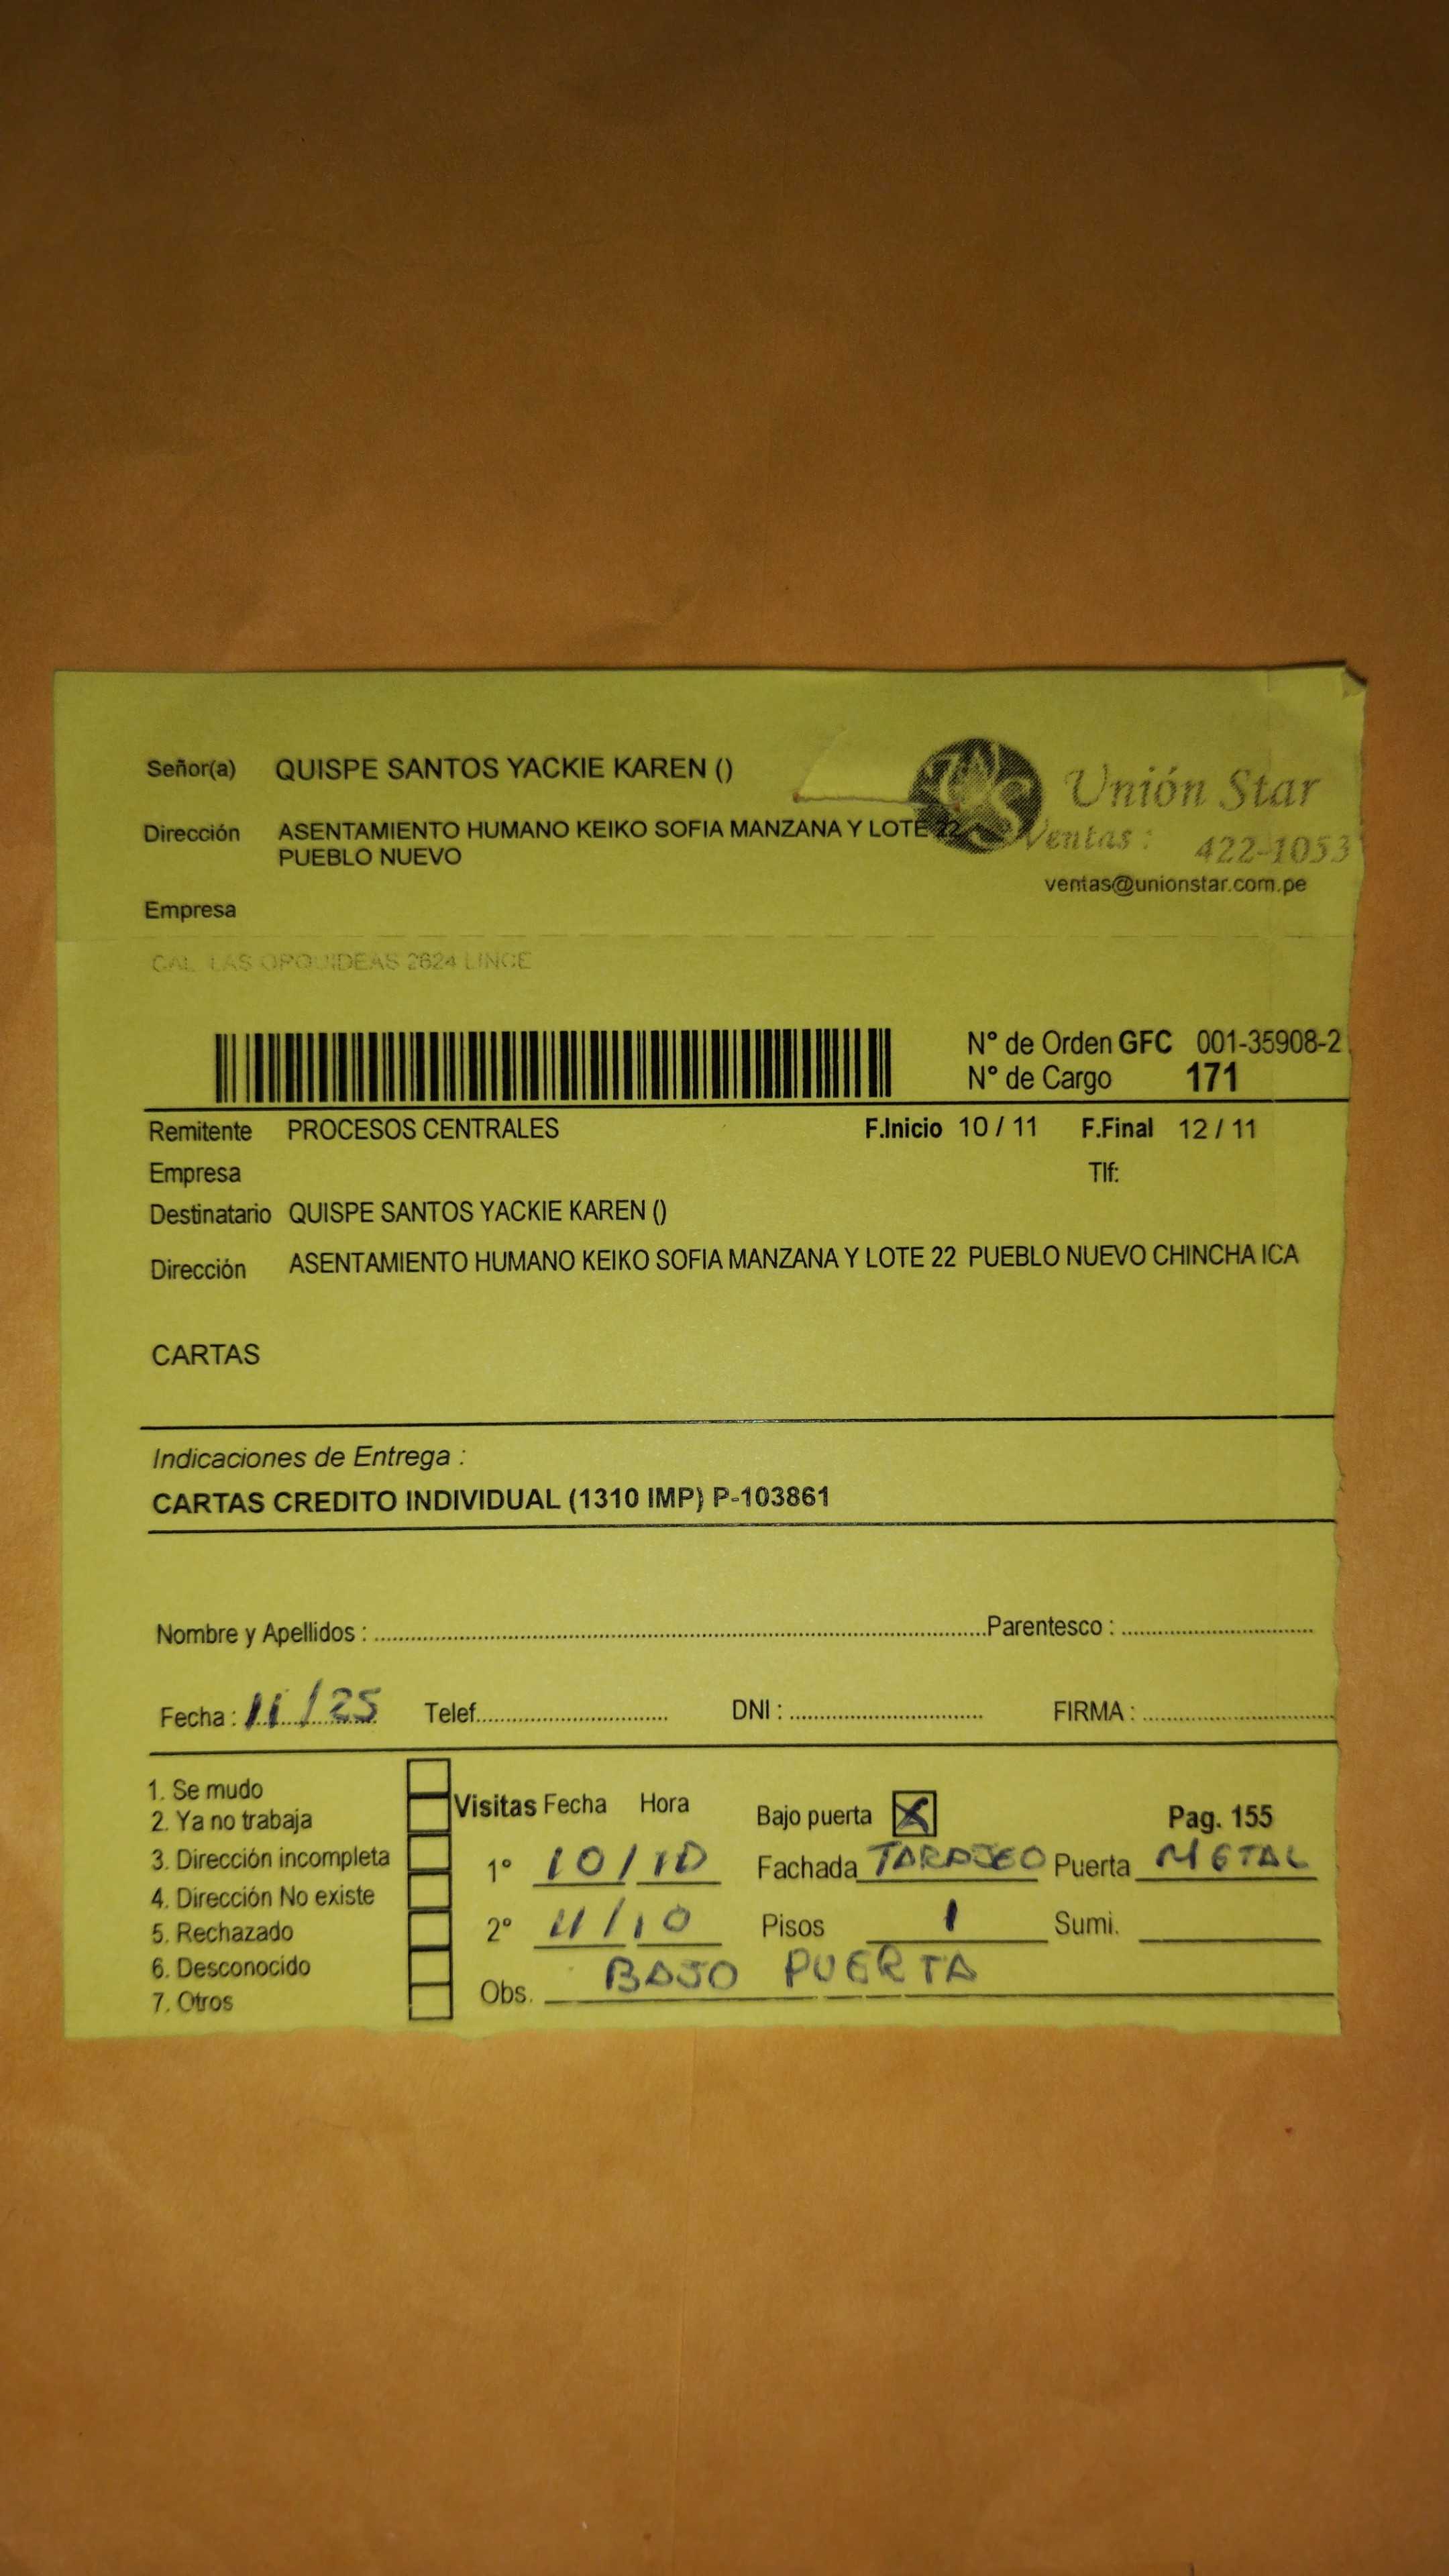 Señor(a) QUISPE SANTOS YACKIE KAREN ()
Unión Star
Dirección ASENTAMIENTO HUMANO KEIKO SOFIA MANZANA Y LOTE 22
PUEBLO NUEVO
Ventas : 422-1053
ventas@unionstar.com.pe
Empresa
CAL LAS ORQUIDEAS 2624 LINCE
N° de Orden GFC 001-35908-2
N° de Cargo 171
Remitente PROCESOS CENTRALES F.Inicio 10 / 11 F.Final 12 / 11
Empresa Tlf:
Destinatario QUISPE SANTOS YACKIE KAREN ()
Dirección ASENTAMIENTO HUMANO KEIKO SOFIA MANZANA Y LOTE 22 PUEBLO NUEVO CHINCHA ICA
CARTAS
Indicaciones de Entrega :
CARTAS CREDITO INDIVIDUAL (1310 IMP) P-103861
Nombre y Apellidos : Parentesco :
Fecha : 11/25 Telef. DNI : FIRMA :
1. Se mudo
2. Ya no trabaja
3. Dirección incompleta
4. Dirección No existe
5. Rechazado
6. Desconocido
7. Otros
Visitas Fecha Hora
1° 10/10
2° 11/10
Bajo puerta X Pag. 155
Fachada TARAJEO Puerta METAL
Pisos 1 Sumi.
Obs. BAJO PUERTA